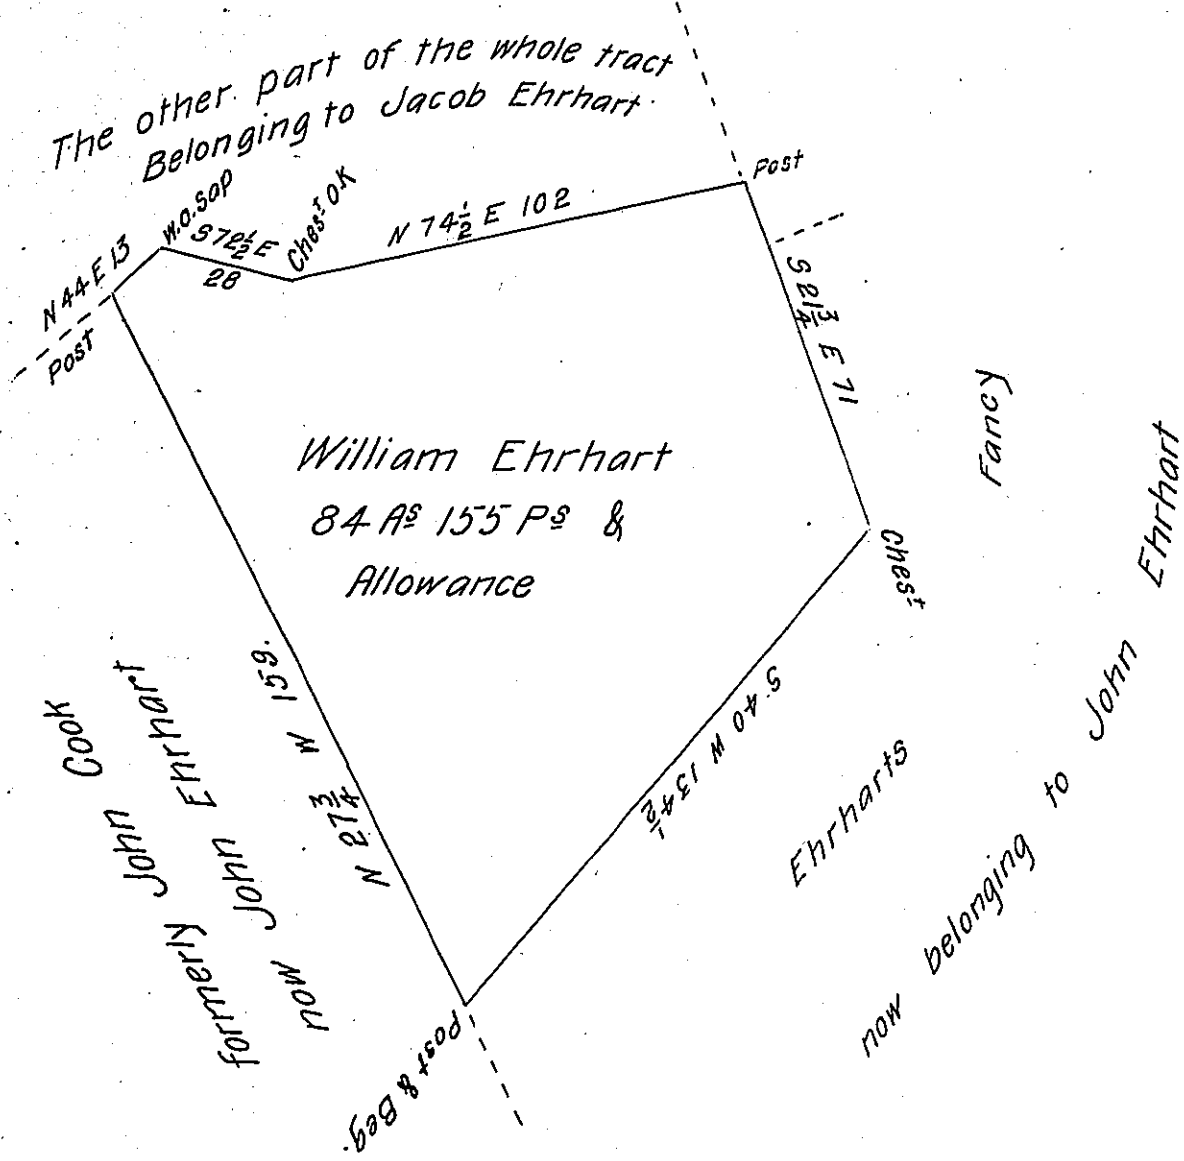 The other part of the whole tract
Belonging to Jacob Ehrhart.
N 44 E 13
Post
W.O. Sap
S 72½ E
28
Chest OK
N 74½ E 102
Post
S 21¾ E 71
Chest
S. 40 W 134½
Post & Beg.
N 27¾ W 159.
William Ehrhart
84 As 155 Ps &
Allowance
formerly John Cook
now John Ehrhart
Ehrharts Fancy
now belonging to John Ehrhart